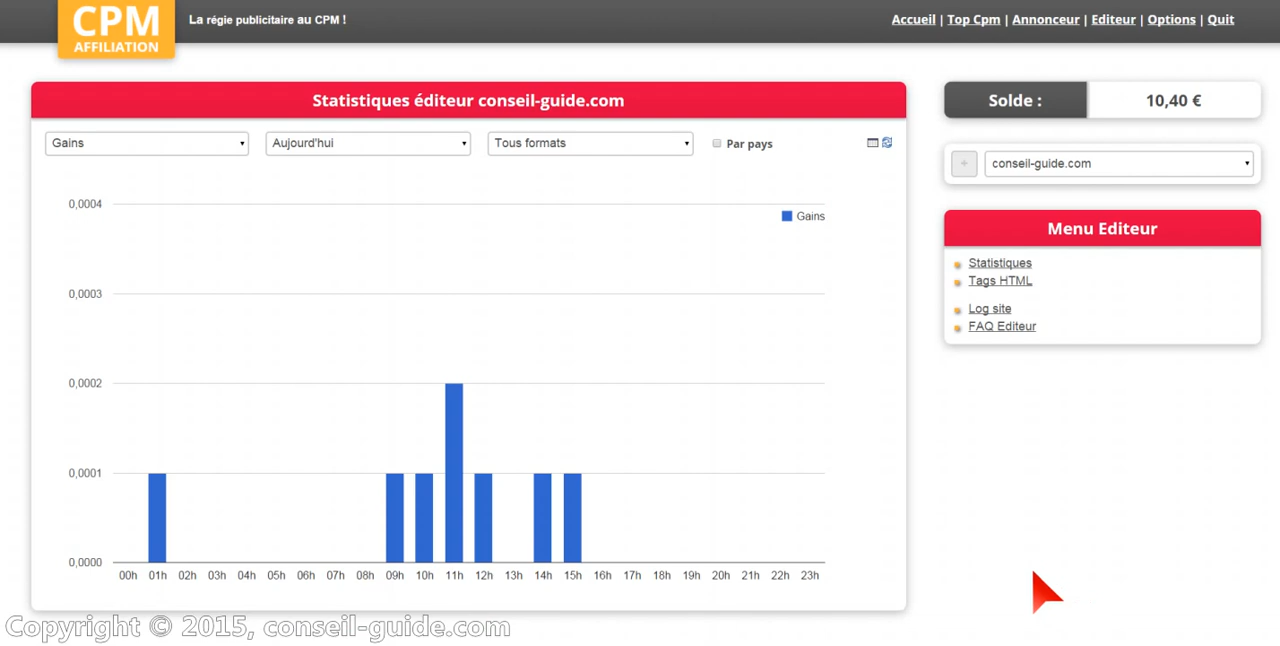 CPM
AFFILIATION
La régie publicitaire au CPM !
Accueil | Top Cpm | Annonceur | Editeur | Options | Quit
Statistiques éditeur conseil-guide.com
Gains
Aujourd'hui
Tous formats
Par pays
0,0004
Gains
0,0003
0,0002
0,0001
0,0000
00h 01h 02h 03h 04h 05h 06h 07h 08h 09h 10h 11h 12h 13h 14h 15h 16h 17h 18h 19h 20h 21h 22h 23h
Solde :
10,40 €
+
conseil-guide.com
Menu Editeur
Statistiques
Tags HTML
Log site
FAQ Editeur
Copyright © 2015, conseil-guide.com